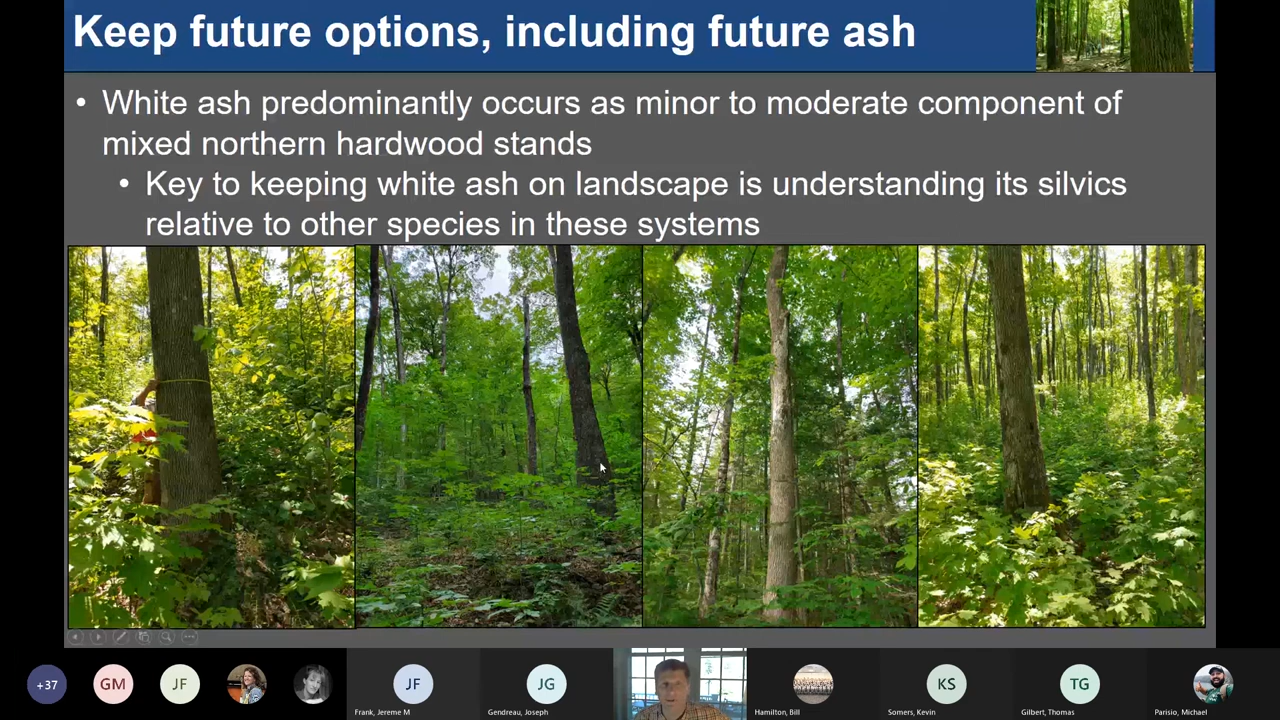 Keep future options, including future ash
• White ash predominantly occurs as minor to moderate component of
mixed northern hardwood stands
• Key to keeping white ash on landscape is understanding its silvics
relative to other species in these systems
+37
GM
JF
JF
JG
KS
TG
Frank, Jereme M
Gendreau, Joseph
Hamilton, Bill
Somers, Kevin
Gilbert, Thomas
Parisio, Michael